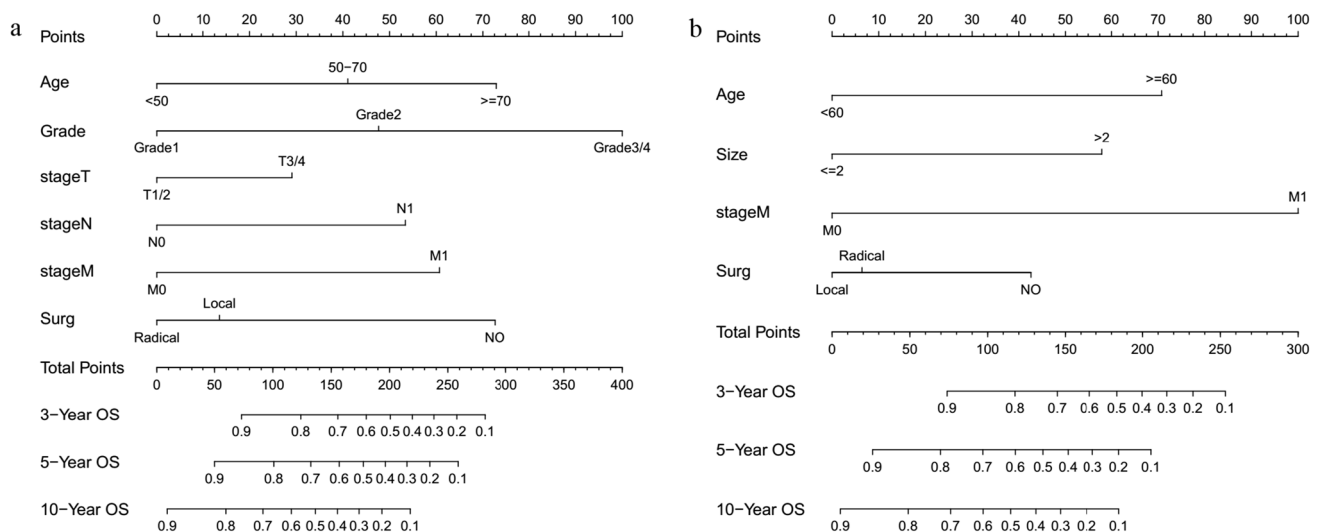 a
Points 0 10 20 30 40 50 60 70 80 90 100
50−70
Age
<50 >=70
Grade2
Grade
Grade1 Grade3/4
T3/4
stageT
T1/2
N1
stageN
N0
M1
stageM
M0
Local
Surg
Radical NO
Total Points
0 50 100 150 200 250 300 350 400
3−Year OS
0.9 0.8 0.7 0.6 0.5 0.4 0.3 0.2 0.1
5−Year OS
0.9 0.8 0.7 0.6 0.5 0.4 0.3 0.2 0.1
10−Year OS
0.9 0.8 0.7 0.6 0.5 0.4 0.3 0.2 0.1
b
Points 0 10 20 30 40 50 60 70 80 90 100
>=60
Age
<60
>2
Size
<=2
M1
stageM
M0
Radical
Surg
Local NO
Total Points
0 50 100 150 200 250 300
3−Year OS
0.9 0.8 0.7 0.6 0.5 0.4 0.3 0.2 0.1
5−Year OS
0.9 0.8 0.7 0.6 0.5 0.4 0.3 0.2 0.1
10−Year OS
0.9 0.8 0.7 0.6 0.5 0.4 0.3 0.2 0.1